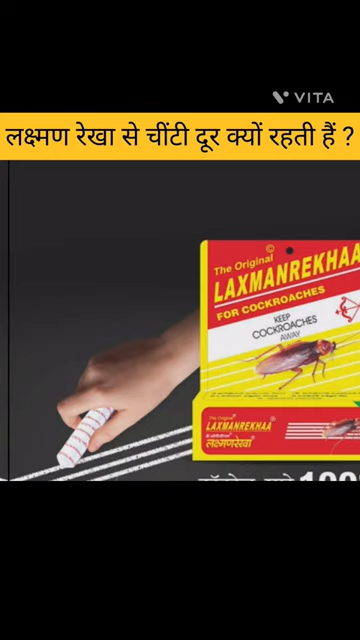 VITA
लक्ष्मण रेखा से चींटी दूर क्यों रहती हैं ?
The Original ©
LAXMANREKHAA
FOR COCKROACHES
KEEP
COCKROACHES
AWAY
The Original
LAXMANREKHAA
लक्ष्मणरेखा